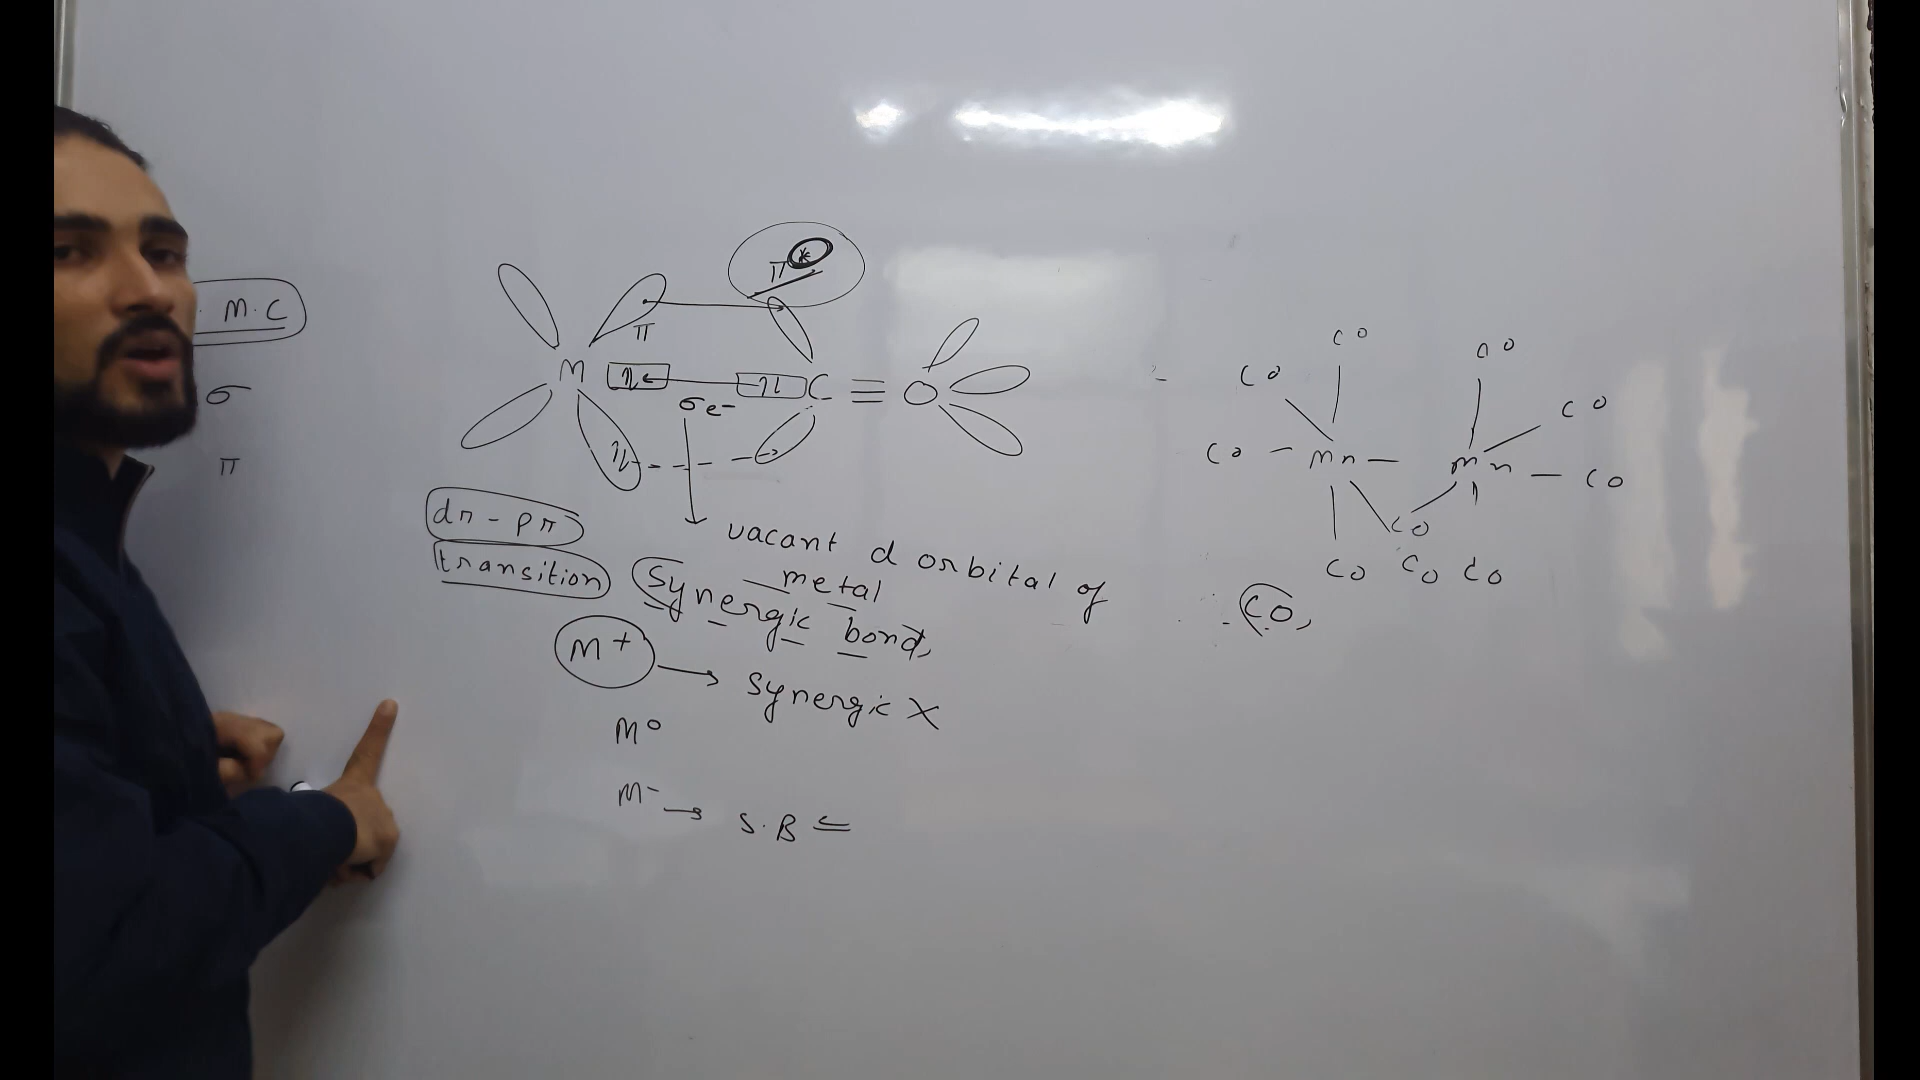 M.C
σ
π
π*
π
M
C ≡ O
σe⁻
dπ - pπ
transition
vacant d orbital of
metal
Synergic bond,
M+ → Synergic X
M⁰
M⁻ → S.B
CO CO
CO CO
CO - Mn - Mn - CO
CO
CO CO CO
CO,